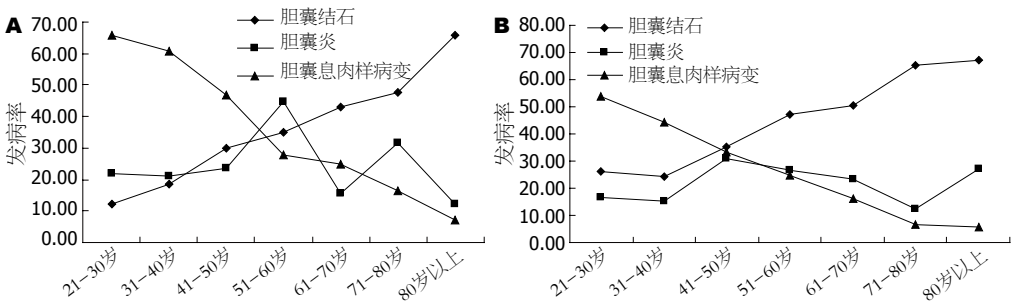 A
发病率
70.00
60.00
50.00
40.00
30.00
20.00
10.00
0.00
胆囊结石
胆囊炎
胆囊息肉样病变
21-30岁
31-40岁
41-50岁
51-60岁
61-70岁
71-80岁
80岁以上
B
发病率
80.00
70.00
60.00
50.00
40.00
30.00
20.00
10.00
0.00
胆囊结石
胆囊炎
胆囊息肉样病变
21-30岁
31-40岁
41-50岁
51-60岁
61-70岁
71-80岁
80岁以上